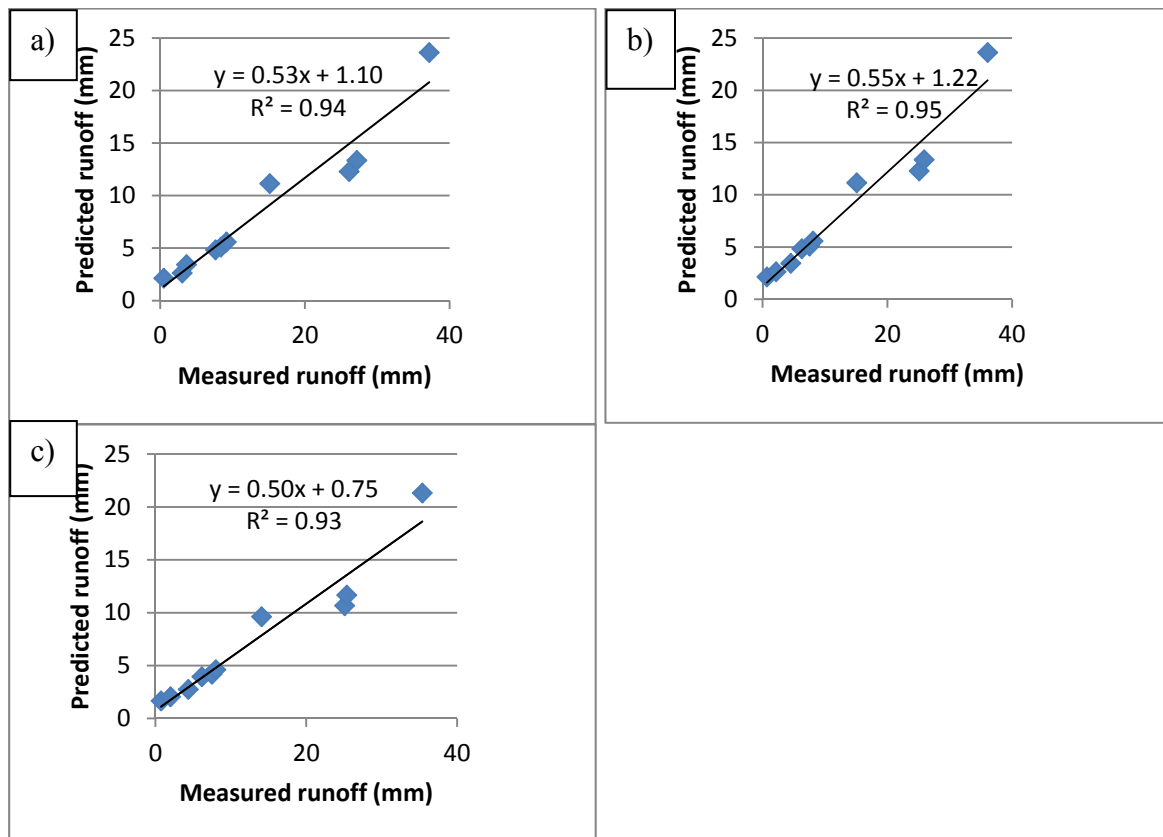 a)
Predicted runoff (mm)
25
20
15
10
5
0
y = 0.53x + 1.10
R² = 0.94
0 20 40
Measured runoff (mm)
b)
Predicted runoff (mm)
25
20
15
10
5
0
y = 0.55x + 1.22
R² = 0.95
0 20 40
Measured runoff (mm)
c)
Predicted runoff (mm)
25
20
15
10
5
0
y = 0.50x + 0.75
R² = 0.93
0 20 40
Measured runoff (mm)